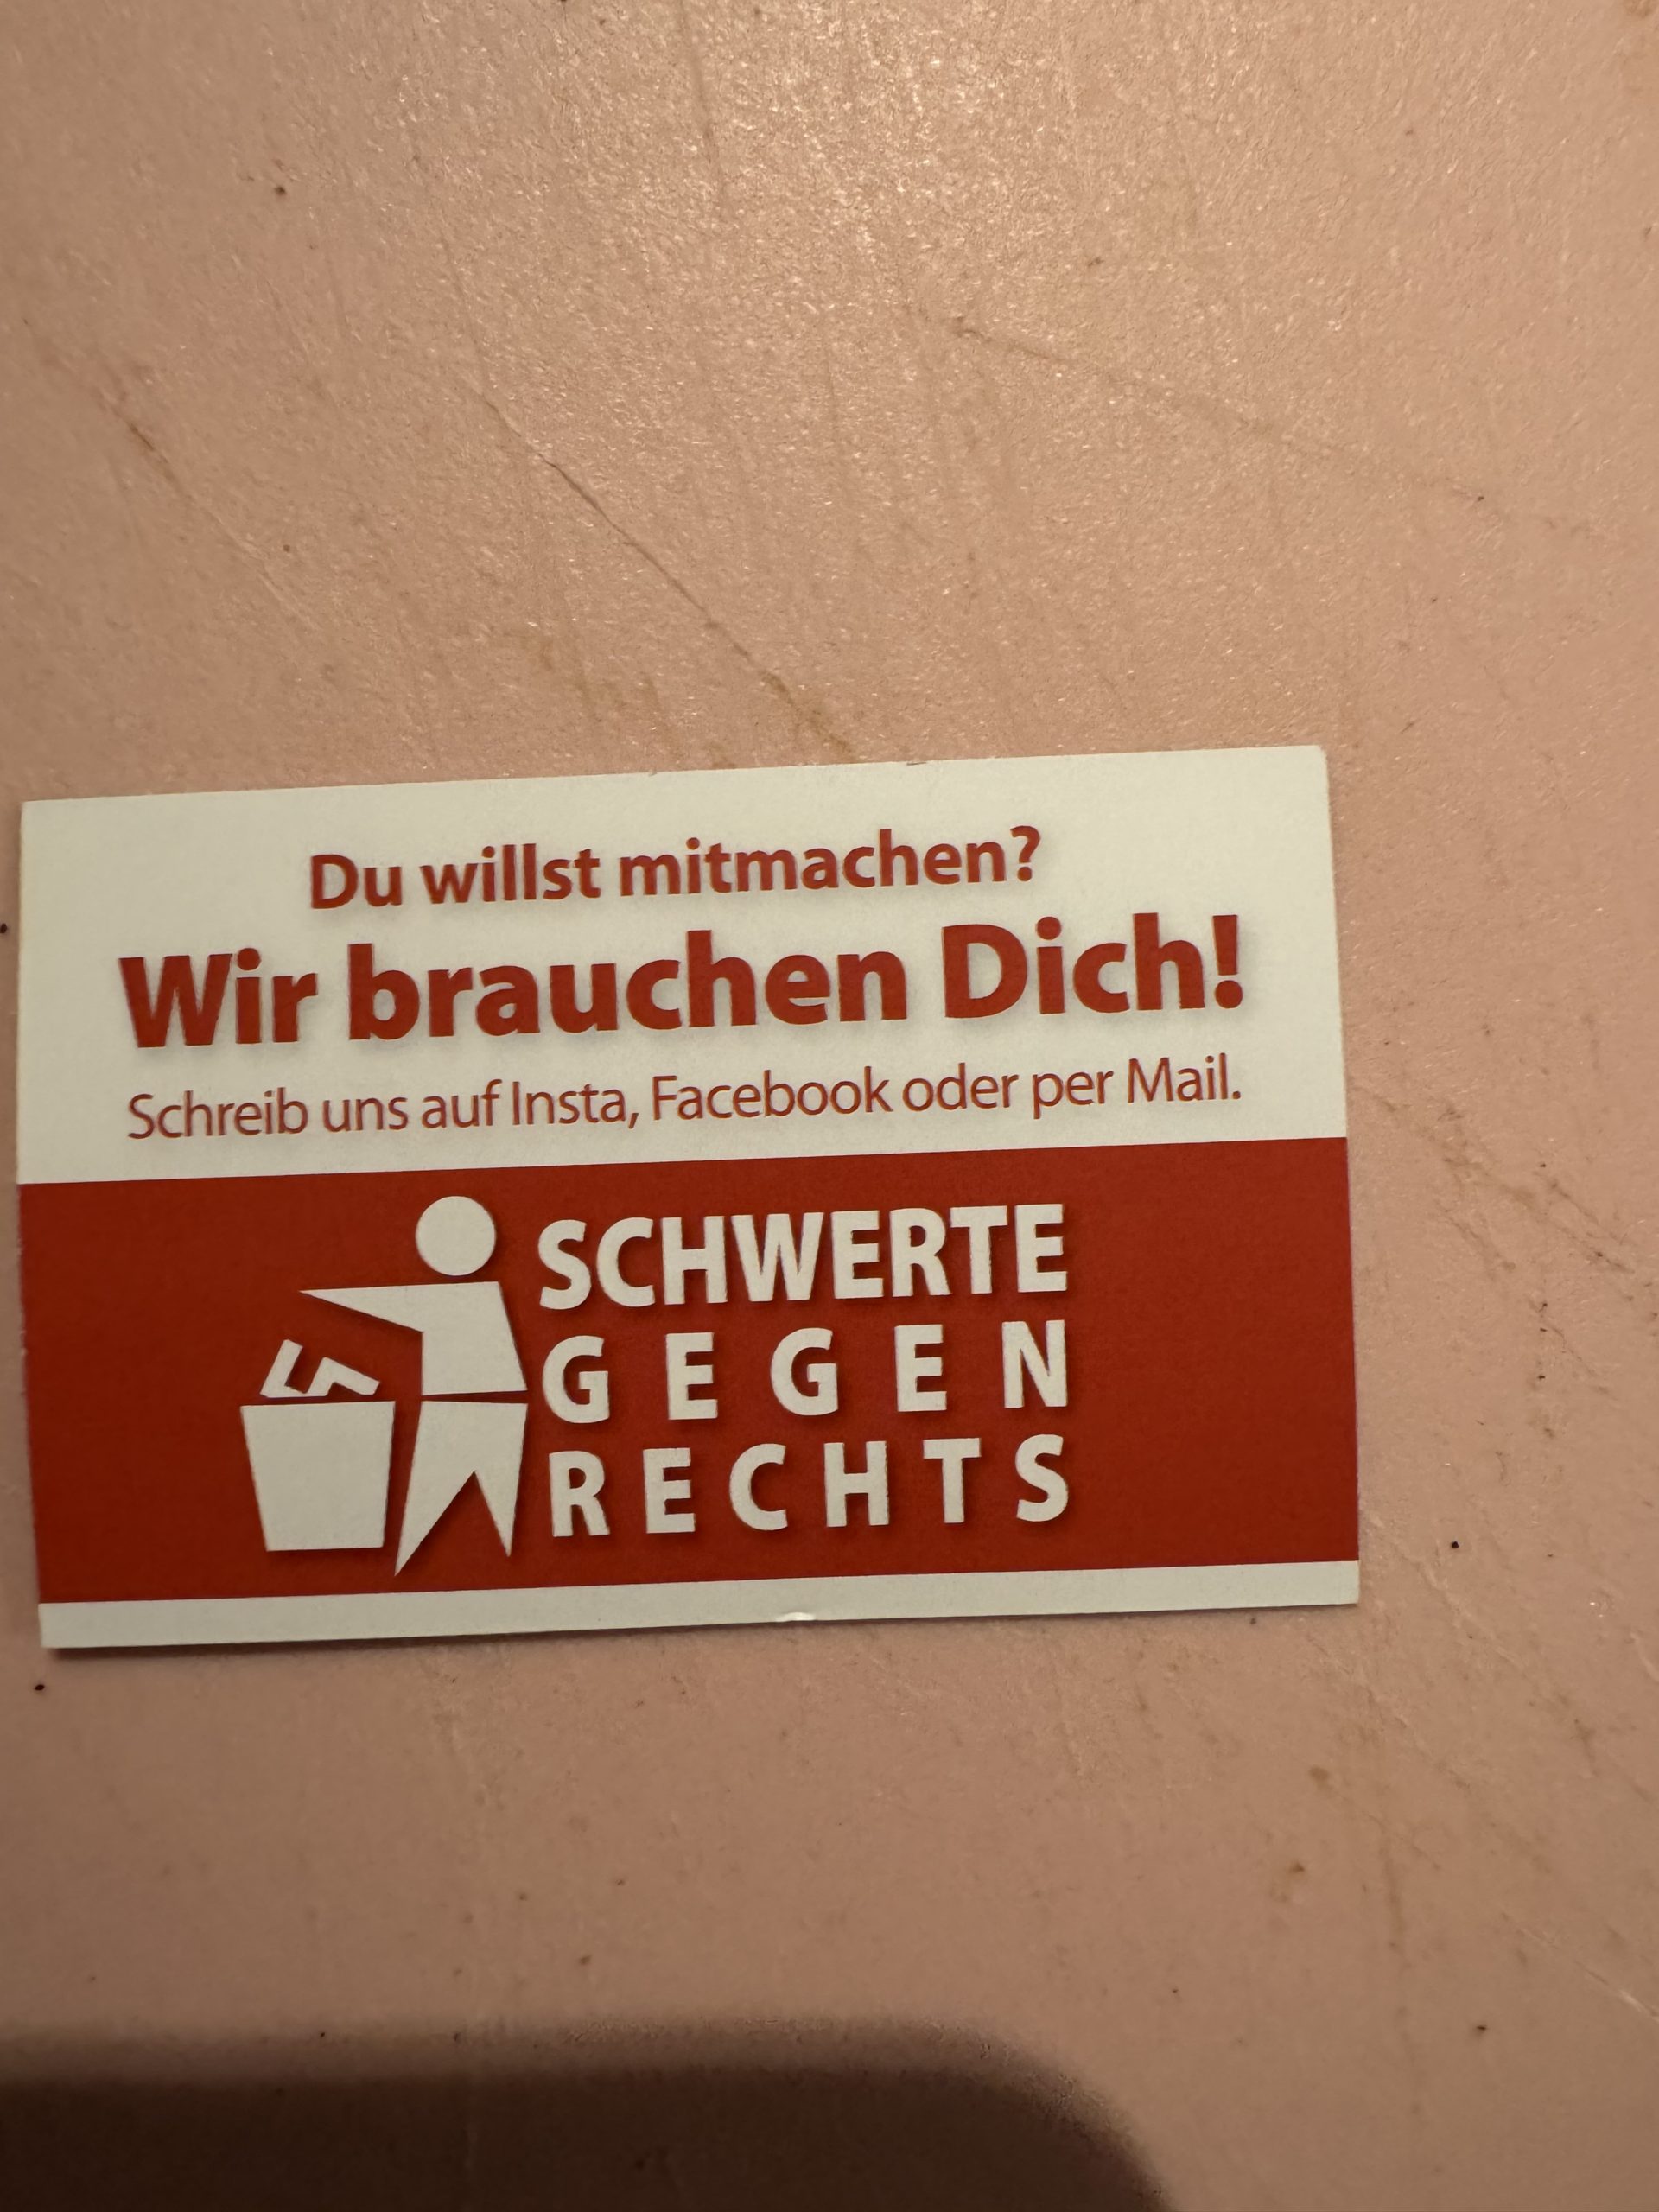 Du willst mitmachen?
Wir brauchen Dich!
Schreib uns auf Insta, Facebook oder per Mail.
SCHWERTE
GEGEN
RECHTS